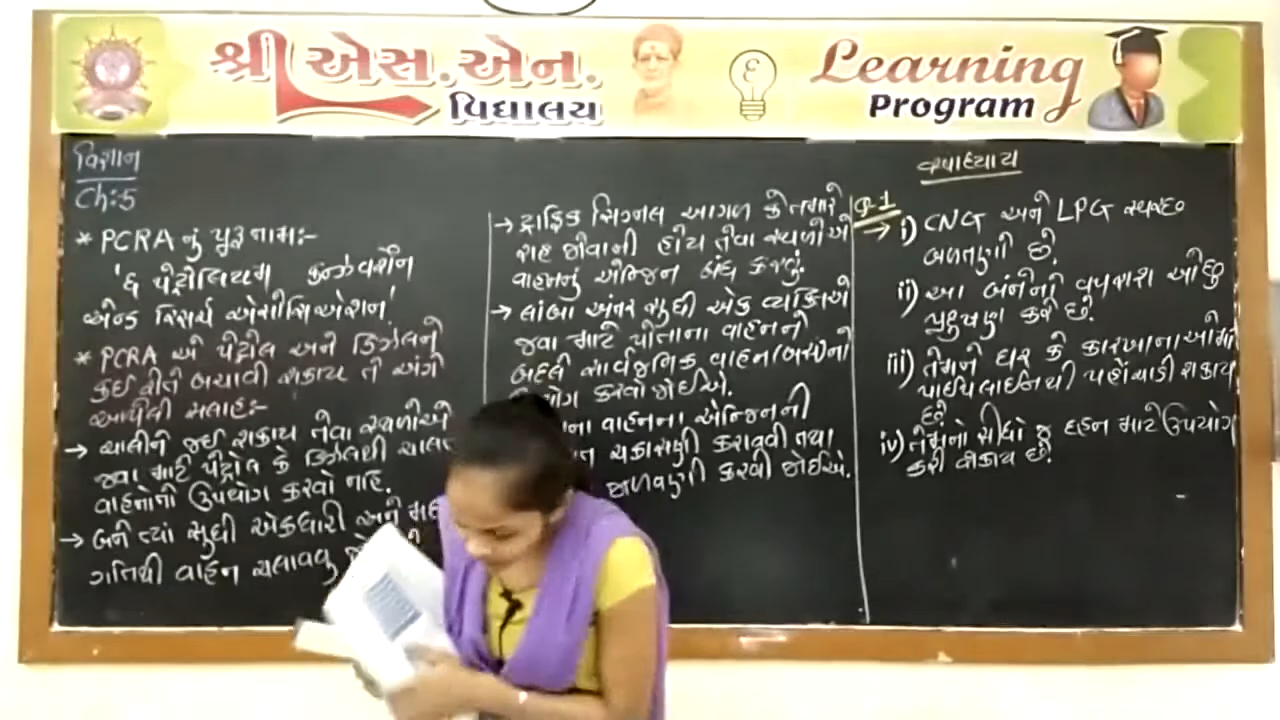 શ્રી એસ.એન.
વિદ્યાલય
Learning
Program
વિજ્ઞાન
Ch:5
* PCRA નું પૂરૂ નામ:-
'ધ પેટ્રોલિયમ કન્ઝર્વેશન
એન્ડ રિસર્ચ એસોસિએશન'
* PCRA એ પેટ્રોલ અને ડિઝલને
કઈ રીતે બચાવી શકાય તે અંગે
આપેલી સલાહ:-
→ ચાલીને જઈ શકાય તેવા સ્થળોએ
જવા માટે પેટ્રોલ કે ડિઝલથી
વાહનોનો ઉપયોગ કરવો નહિ.
→ બને ત્યાં સુધી એકધારી અને
ગતિથી વાહન ચલાવવુ
→ ટ્રાફિક સિગ્નલ આગળ કે તમારે
રાહ જોવાની હોય તેવા સ્થળોએ
વાહનનું એન્જિન બંધ કરવું.
→ લાંબા અંતર સુધી એક વ્યક્તિએ
જવા માટે પોતાના વાહનને
બદલે સાર્વજનિક વાહન(બસ)નો
કરવો જોઈએ.
વાહનના એન્જિનની
ચકાસણી કરાવવી તથા
જાળવણી કરવી જોઈએ.
સ્વાધ્યાય
Q-1
→ i) CNG અને LPG સ્વચ્છ
બળતણો છે.
ii) આ બંનેનો વપરાશ ઓછુ
પ્રદુષણ કરે છે.
iii) તેમને ઘર કે કારખાનાઓમાં
પાઈપલાઈનથી પહોંચાડી શકાય
છે.
iv) તેમનો સીધો જ દહન માટે ઉપયોગ
કરી શકાય છે.